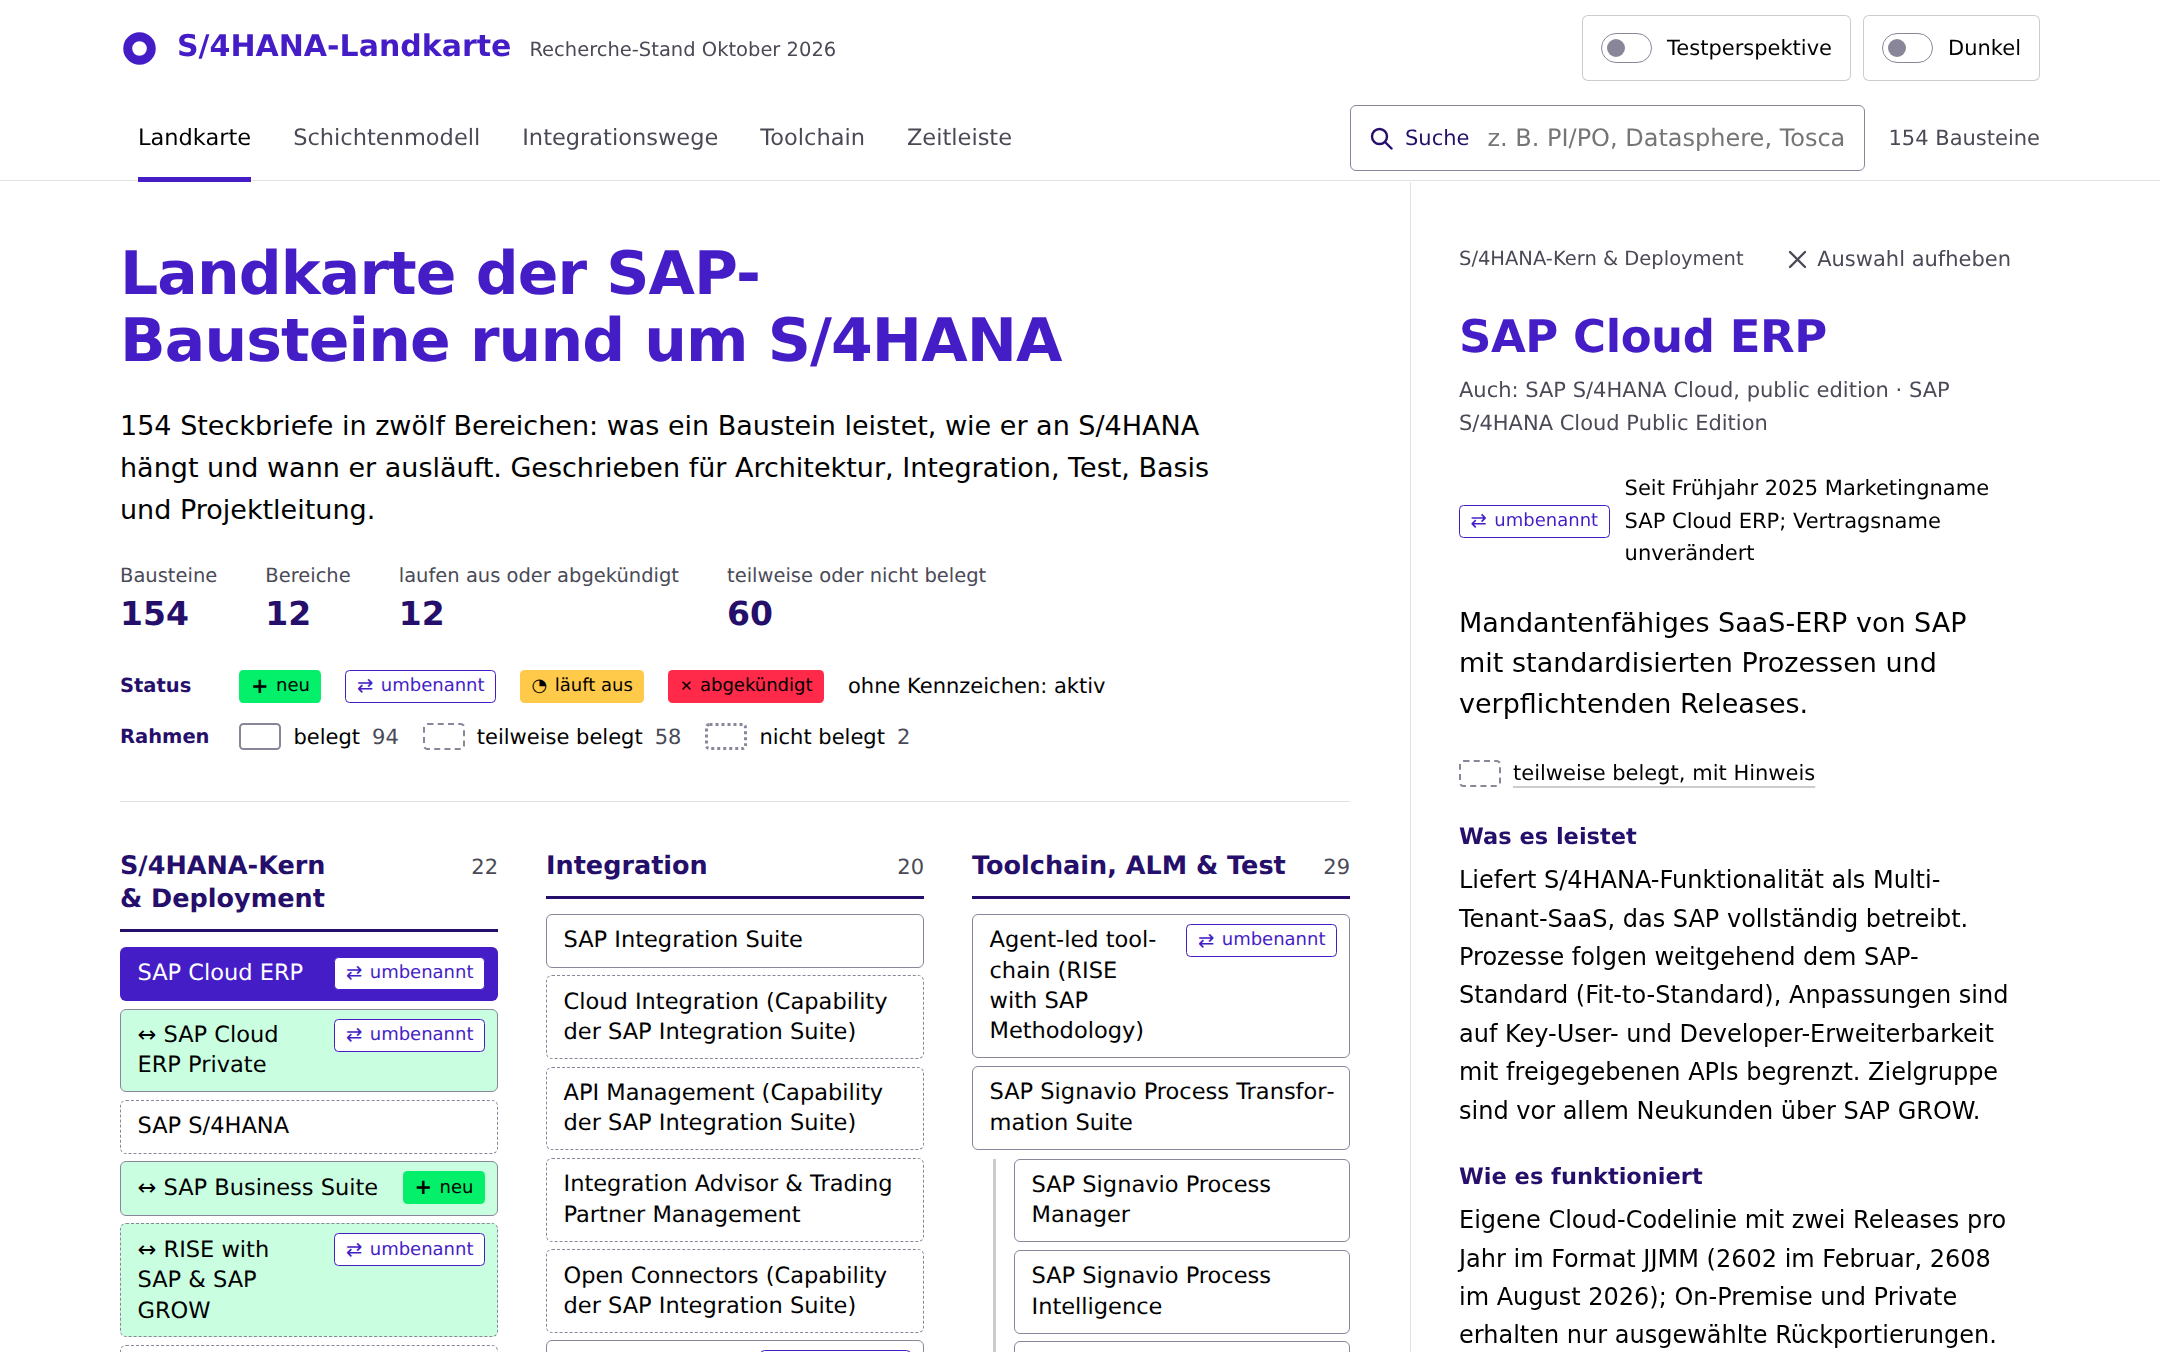 S/4HANA-Landkarte Recherche-Stand Oktober 2026
Testperspektive
Dunkel
Landkarte Schichtenmodell Integrationswege Toolchain Zeitleiste
Suche z. B. PI/PO, Datasphere, Tosca
154 Bausteine
Landkarte der SAP-
Bausteine rund um S/4HANA
154 Steckbriefe in zwölf Bereichen: was ein Baustein leistet, wie er an S/4HANA
hängt und wann er ausläuft. Geschrieben für Architektur, Integration, Test, Basis
und Projektleitung.
Bausteine
154
Bereiche
12
laufen aus oder abgekündigt
12
teilweise oder nicht belegt
60
Status + neu ⇄ umbenannt ◔ läuft aus × abgekündigt ohne Kennzeichen: aktiv
Rahmen belegt 94 teilweise belegt 58 nicht belegt 2
S/4HANA-Kern
& Deployment
22
SAP Cloud ERP ⇄ umbenannt
↔ SAP Cloud
ERP Private
⇄ umbenannt
SAP S/4HANA
↔ SAP Business Suite + neu
↔ RISE with
SAP & SAP
GROW
⇄ umbenannt
Integration 20
SAP Integration Suite
Cloud Integration (Capability
der SAP Integration Suite)
API Management (Capability
der SAP Integration Suite)
Integration Advisor & Trading
Partner Management
Open Connectors (Capability
der SAP Integration Suite)
Toolchain, ALM & Test 29
Agent-led tool-
chain (RISE
with SAP
Methodology)
⇄ umbenannt
SAP Signavio Process Transfor-
mation Suite
SAP Signavio Process
Manager
SAP Signavio Process
Intelligence
S/4HANA-Kern & Deployment
× Auswahl aufheben
SAP Cloud ERP
Auch: SAP S/4HANA Cloud, public edition · SAP
S/4HANA Cloud Public Edition
⇄ umbenannt
Seit Frühjahr 2025 Marketingname
SAP Cloud ERP; Vertragsname
unverändert
Mandantenfähiges SaaS-ERP von SAP
mit standardisierten Prozessen und
verpflichtenden Releases.
teilweise belegt, mit Hinweis
Was es leistet
Liefert S/4HANA-Funktionalität als Multi-
Tenant-SaaS, das SAP vollständig betreibt.
Prozesse folgen weitgehend dem SAP-
Standard (Fit-to-Standard), Anpassungen sind
auf Key-User- und Developer-Erweiterbarkeit
mit freigegebenen APIs begrenzt. Zielgruppe
sind vor allem Neukunden über SAP GROW.
Wie es funktioniert
Eigene Cloud-Codelinie mit zwei Releases pro
Jahr im Format JJMM (2602 im Februar, 2608
im August 2026); On-Premise und Private
erhalten nur ausgewählte Rückportierungen.